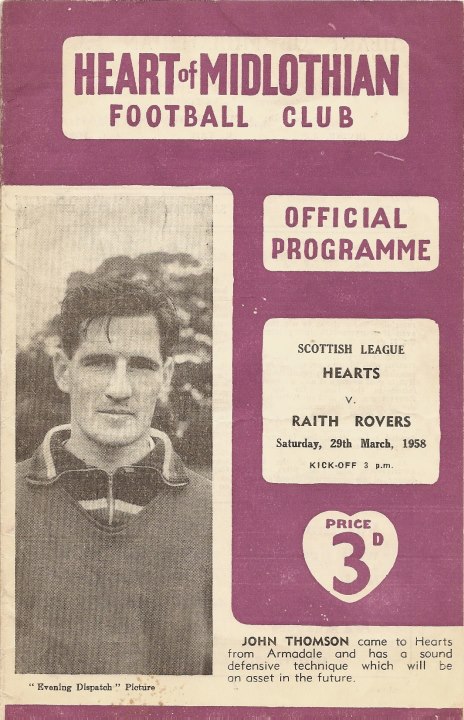 HEART of MIDLOTHIAN
FOOTBALL CLUB
OFFICIAL
PROGRAMME
SCOTTISH LEAGUE
HEARTS
V.
RAITH ROVERS
Saturday, 29th March, 1958
KICK-OFF 3 p.m.
PRICE
3D
JOHN THOMSON came to Hearts
from Armadale and has a sound
defensive technique which will be
an asset in the future.
"Evening Dispatch" Picture